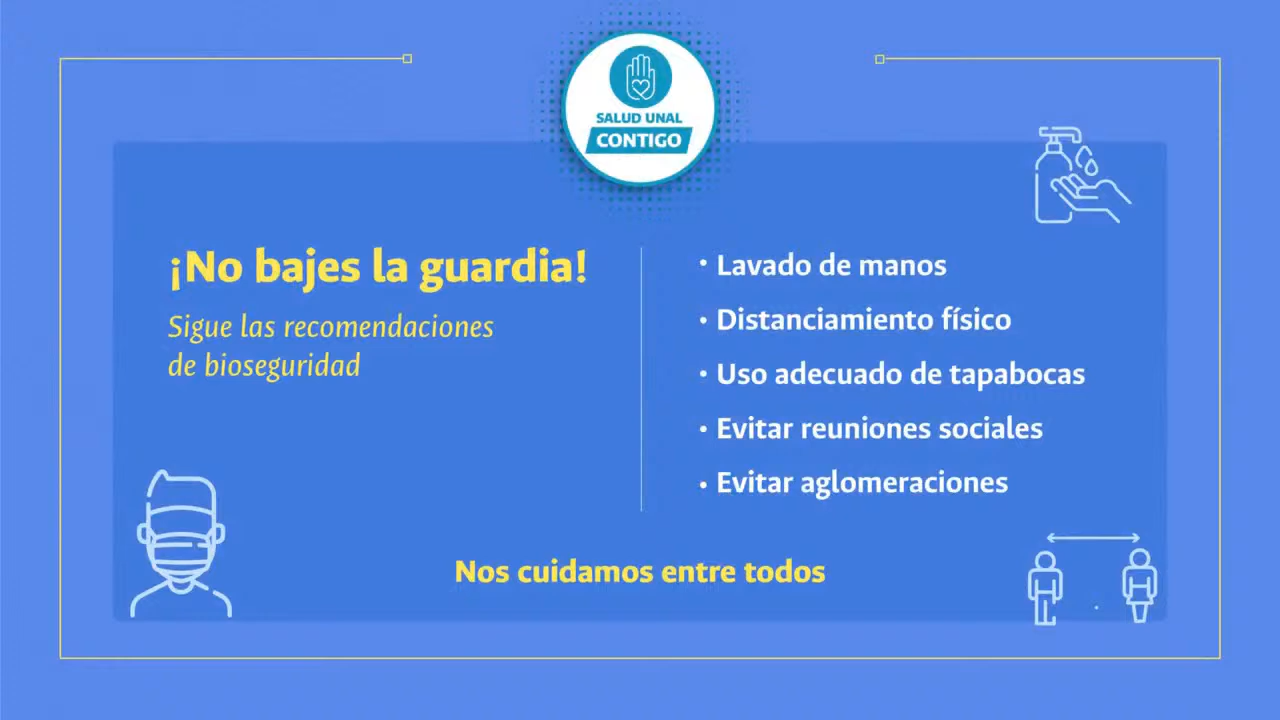 SALUD UNAL
CONTIGO
¡No bajes la guardia!
Sigue las recomendaciones
de bioseguridad
• Lavado de manos
• Distanciamiento físico
• Uso adecuado de tapabocas
• Evitar reuniones sociales
• Evitar aglomeraciones
Nos cuidamos entre todos